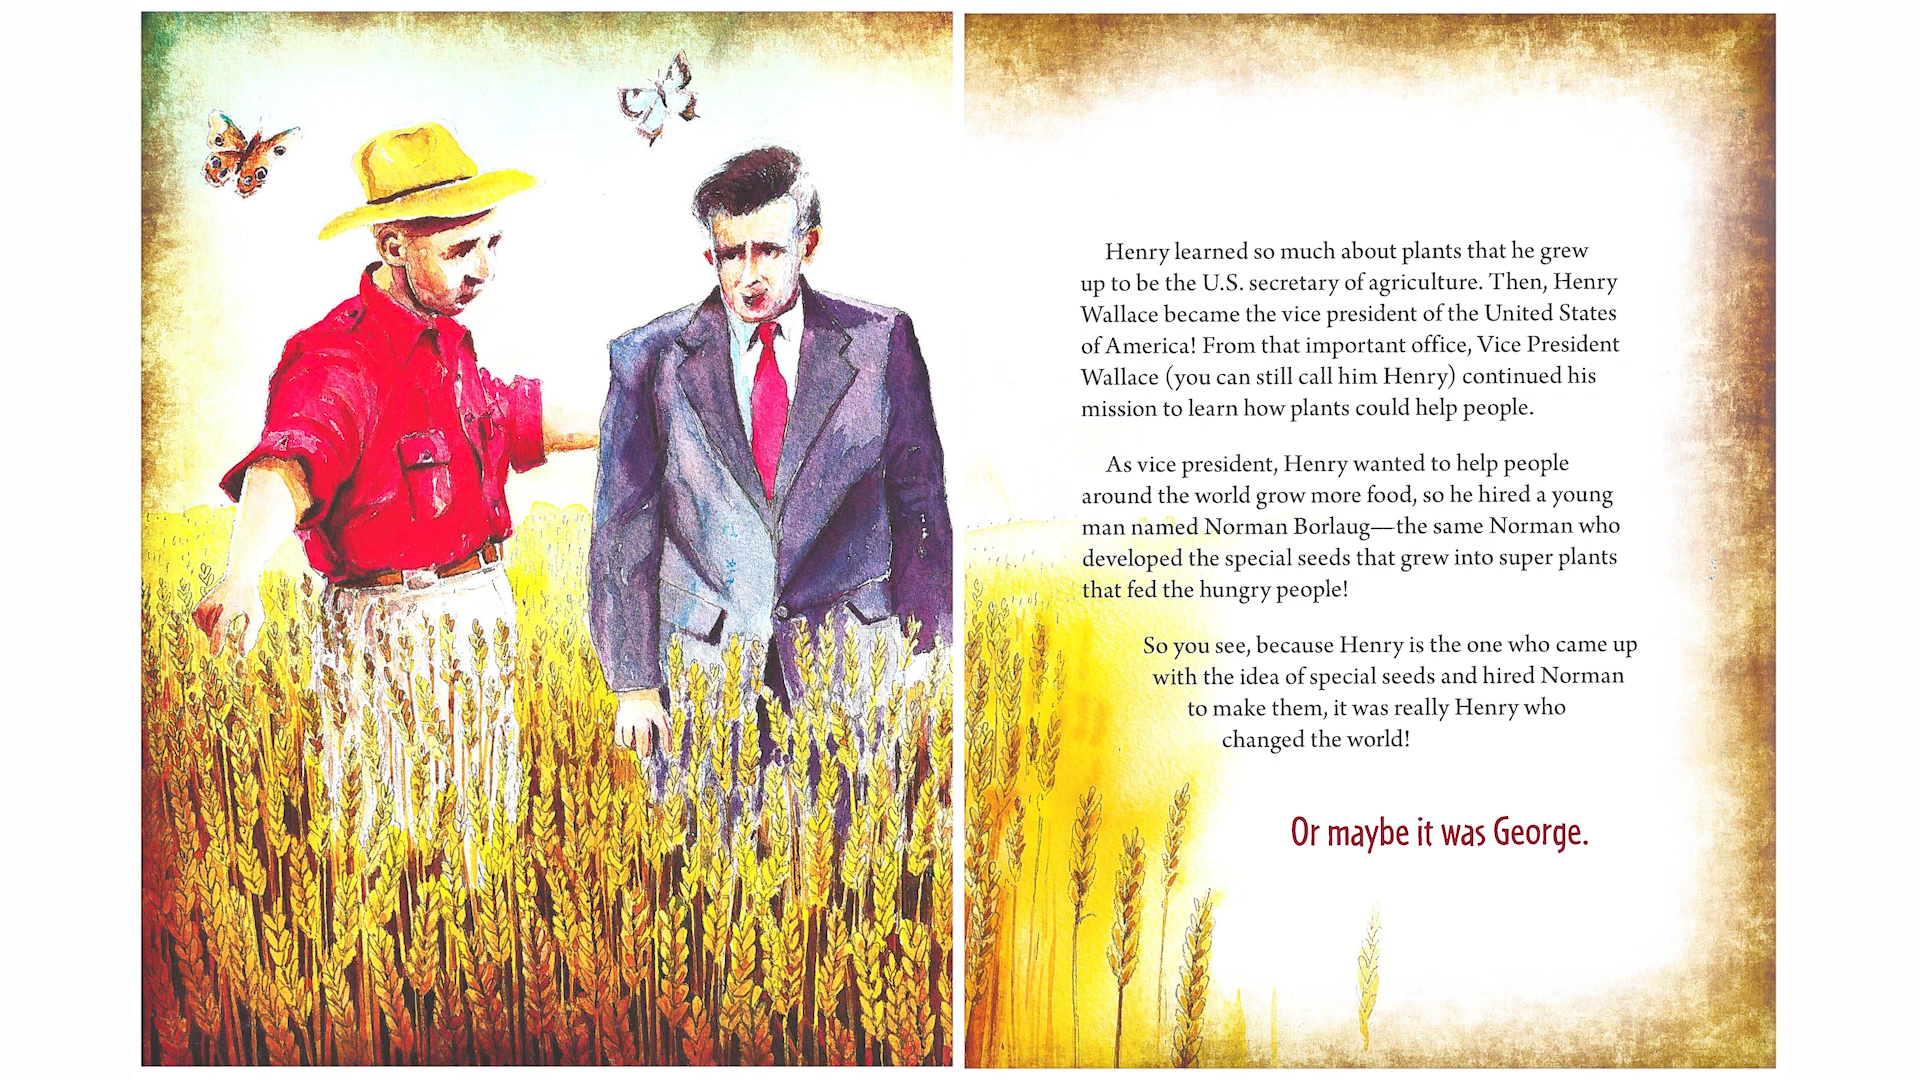 Henry learned so much about plants that he grew
up to be the U.S. secretary of agriculture. Then, Henry
Wallace became the vice president of the United States
of America! From that important office, Vice President
Wallace (you can still call him Henry) continued his
mission to learn how plants could help people.
As vice president, Henry wanted to help people
around the world grow more food, so he hired a young
man named Norman Borlaug—the same Norman who
developed the special seeds that grew into super plants
that fed the hungry people!
So you see, because Henry is the one who came up
with the idea of special seeds and hired Norman
to make them, it was really Henry who
changed the world!
Or maybe it was George.